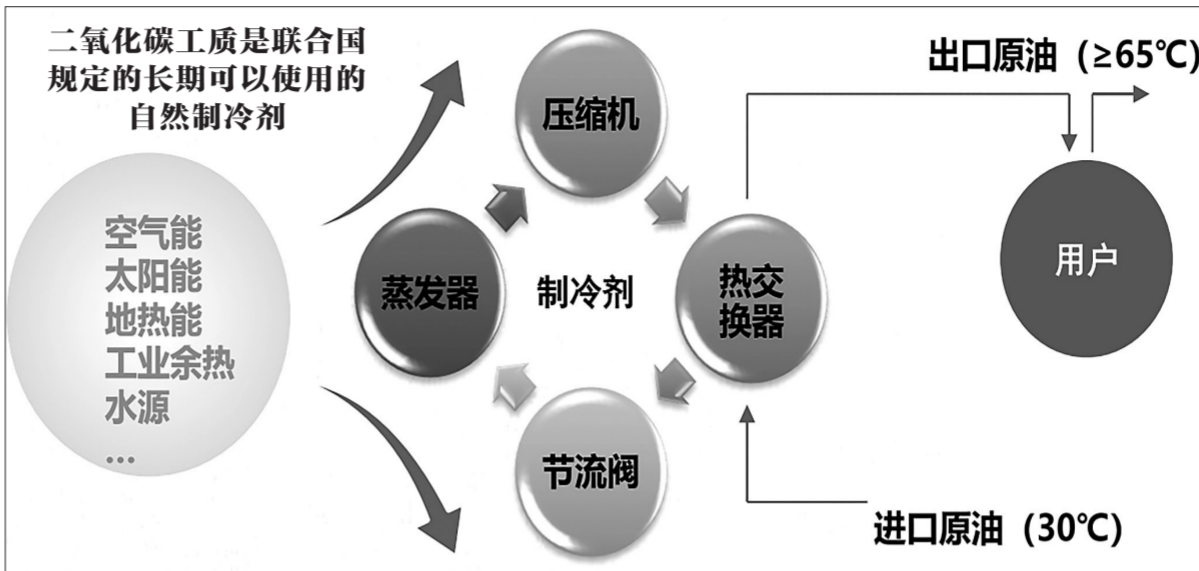 二氧化碳工质是联合国
规定的长期可以使用的
自然制冷剂
空气能
太阳能
地热能
工业余热
水源
...
压缩机
蒸发器
制冷剂
热交
换器
节流阀
出口原油（≥65℃）
用户
进口原油（30℃）